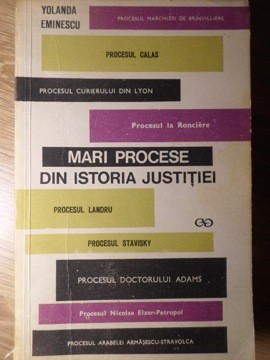 YOLANDA
EMINESCU
PROCESUL MARCHIZEI DE BRINVILLIERS
PROCESUL CALAS
PROCESUL CURIERULUI DIN LYON
Procesul la Roncière
MARI PROCESE
DIN ISTORIA JUSTIȚIEI
PROCESUL LANDRU
PROCESUL STAVISKY
PROCESUL DOCTORULUI ADAMS
Procesul Nicolae Elzer-Petropol
PROCESUL ARABELEI ARMĂȘESCU-STRAVOLCA